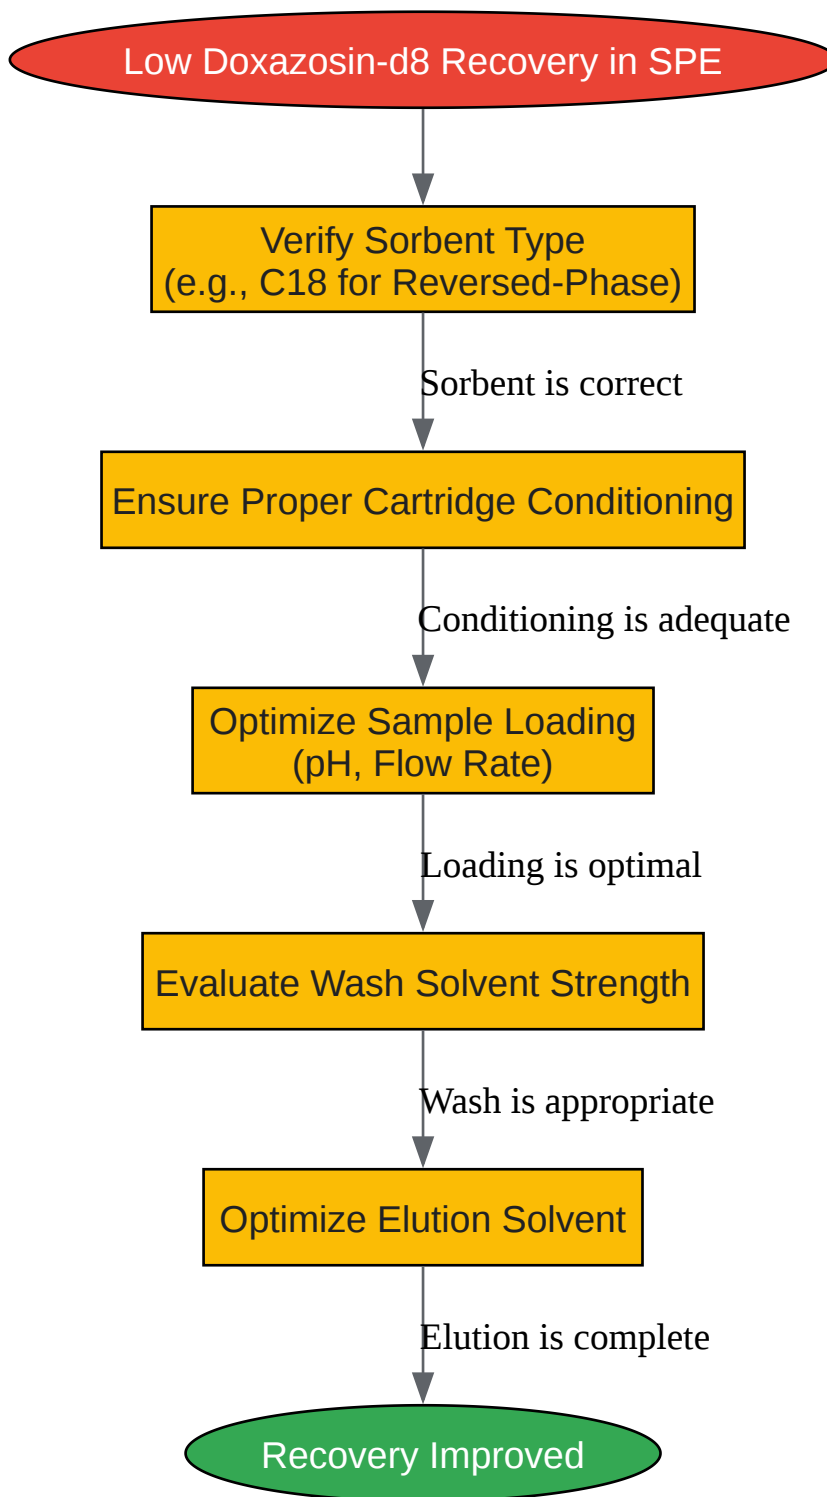 Low Doxazosin-d8 Recovery in SPE
Verify Sorbent Type
(e.g., C18 for Reversed-Phase)
Sorbent is correct
Ensure Proper Cartridge Conditioning
Conditioning is adequate
Optimize Sample Loading
(pH, Flow Rate)
Loading is optimal
Evaluate Wash Solvent Strength
Wash is appropriate
Optimize Elution Solvent
Elution is complete
Recovery Improved